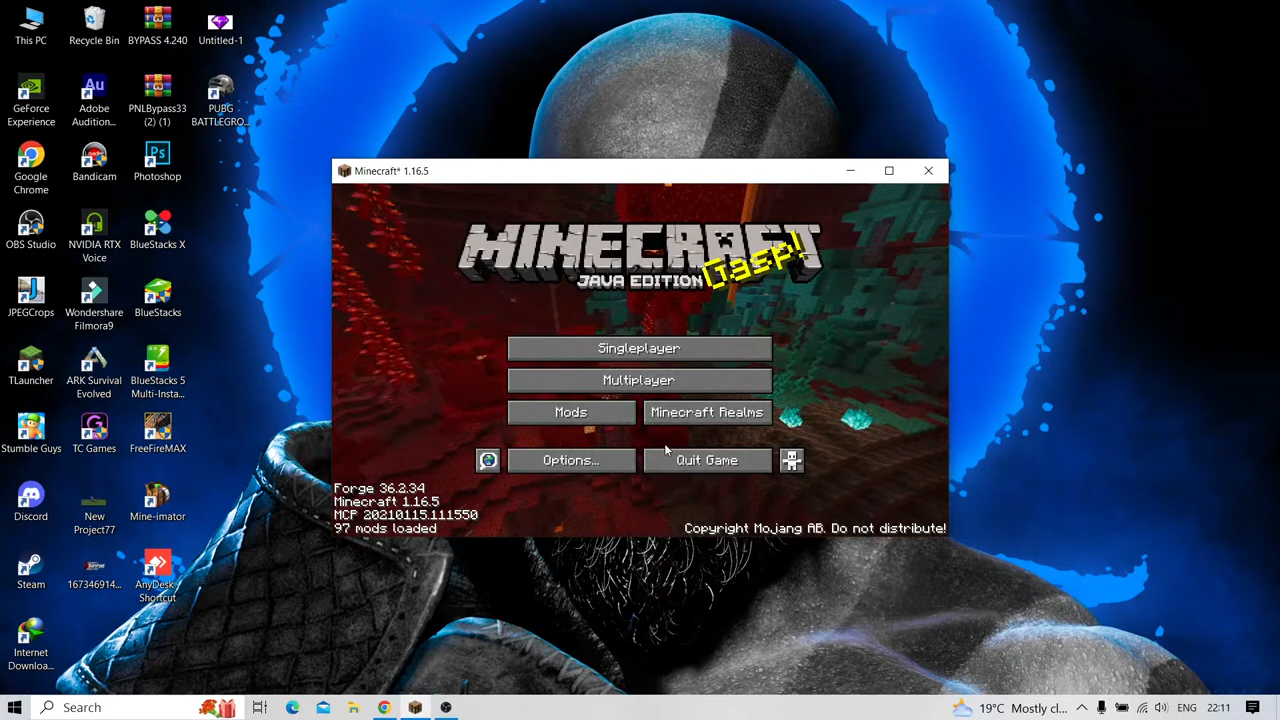 This PC
Recycle Bin
BYPASS 4.240
Untitled-1
GeForce
Experience
Adobe
Audition...
PNLBypass33
(2) (1)
PUBG
BATTLEGRO...
Google
Chrome
Bandicam
Photoshop
OBS Studio
NVIDIA RTX
Voice
BlueStacks X
JPEGCrops
Wondershare
Filmora9
BlueStacks
TLauncher
ARK Survival
Evolved
BlueStacks 5
Multi-Insta...
Stumble Guys
TC Games
FreeFireMAX
Discord
New
Project77
Mine-imator
Steam
167346914...
AnyDesk -
Shortcut
Internet
Downloa...
Minecraft* 1.16.5
MINECRAFT
JAVA EDITION
Singleplayer
Multiplayer
Mods
Minecraft Realms
Options...
Quit Game
Forge 36.2.34
Minecraft 1.16.5
MCP 20210115.111550
97 mods loaded
Copyright Mojang AB. Do not distribute!
Search
19°C Mostly cl...
ENG
22:11